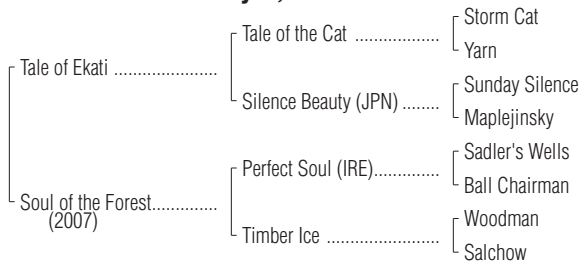 Storm Cat
Tale of the Cat ..................
Yarn
Tale of Ekati ......................
Sunday Silence
Silence Beauty (JPN) ........
Maplejinsky
Sadler's Wells
Perfect Soul (IRE)..............
Ball Chairman
Soul of the Forest..............
(2007)
Woodman
Timber Ice ........................
Salchow